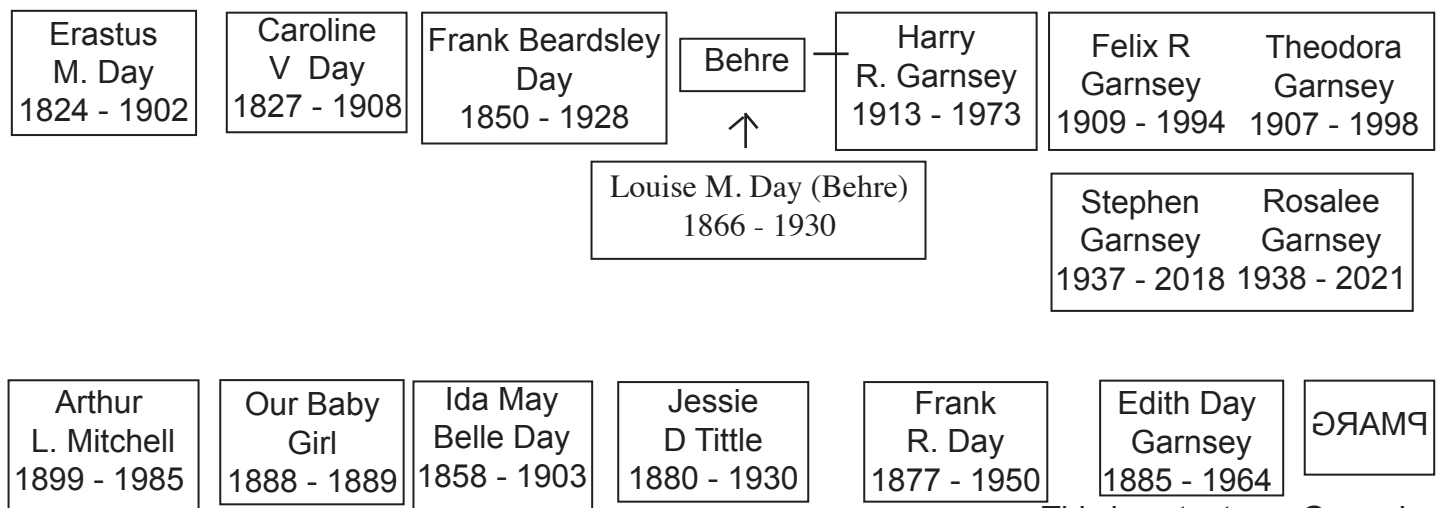 Erastus
M. Day
1824 - 1902
Caroline
V Day
1827 - 1908
Frank Beardsley
Day
1850 - 1928
Behre
Harry
R. Garnsey
1913 - 1973
Felix R
Garnsey
1909 - 1994
Theodora
Garnsey
1907 - 1998
Louise M. Day (Behre)
1866 - 1930
Stephen
Garnsey
1937 - 2018
Rosalee
Garnsey
1938 - 2021
Arthur
L. Mitchell
1899 - 1985
Our Baby
Girl
1888 - 1889
Ida May
Belle Day
1858 - 1903
Jessie
D Tittle
1880 - 1930
Frank
R. Day
1877 - 1950
Edith Day
Garnsey
1885 - 1964
GRAMP